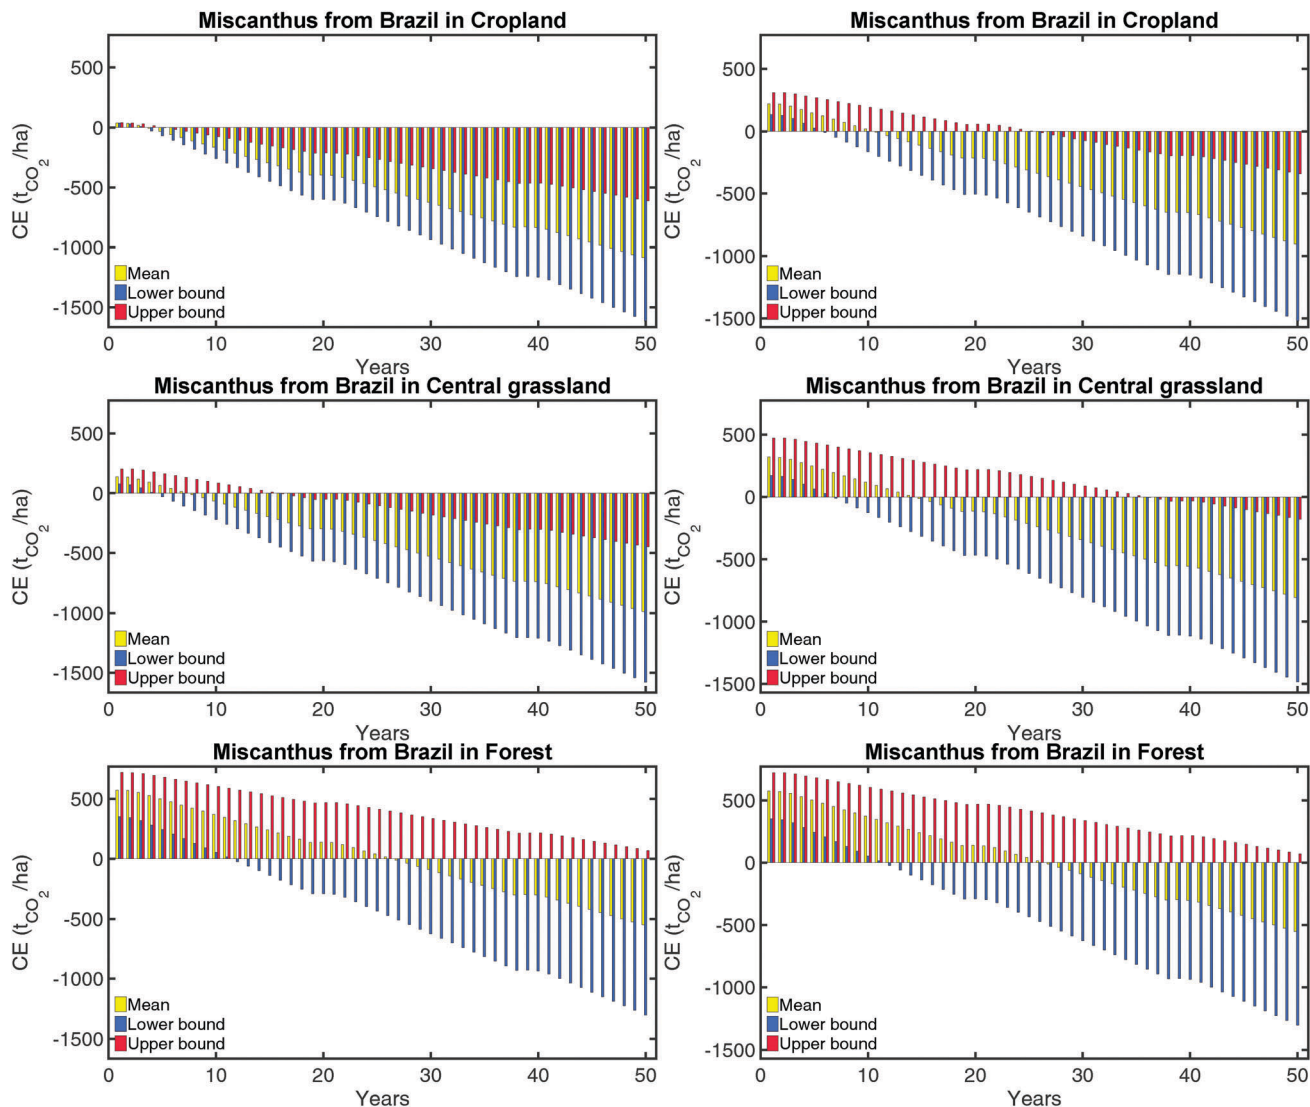 Miscanthus from Brazil in Cropland
500
0
-500
-1000
-1500
CE (tCO2/ha)
Mean
Lower bound
Upper bound
0 10 20 30 40 50
Years
Miscanthus from Brazil in Cropland
500
0
-500
-1000
-1500
CE (tCO2/ha)
Mean
Lower bound
Upper bound
0 10 20 30 40 50
Years
Miscanthus from Brazil in Central grassland
500
0
-500
-1000
-1500
CE (tCO2/ha)
Mean
Lower bound
Upper bound
0 10 20 30 40 50
Years
Miscanthus from Brazil in Central grassland
500
0
-500
-1000
-1500
CE (tCO2/ha)
Mean
Lower bound
Upper bound
0 10 20 30 40 50
Years
Miscanthus from Brazil in Forest
500
0
-500
-1000
-1500
CE (tCO2/ha)
Mean
Lower bound
Upper bound
0 10 20 30 40 50
Years
Miscanthus from Brazil in Forest
500
0
-500
-1000
-1500
CE (tCO2/ha)
Mean
Lower bound
Upper bound
0 10 20 30 40 50
Years